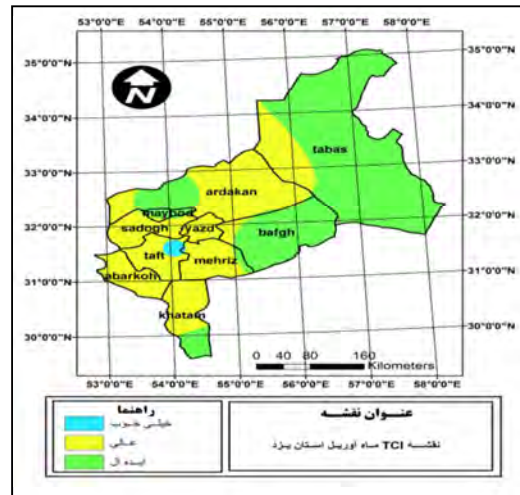 53°0'0"E 54°0'0"E 55°0'0"E 56°0'0"E 57°0'0"E 58°0'0"E
35°0'0"N 35°0'0"N
N
34°0'0"N 34°0'0"N
tabas
33°0'0"N 33°0'0"N
ardakan
maybod
32°0'0"N 32°0'0"N
sadogh yazd
bafgh
taft
mehriz
31°0'0"N 31°0'0"N
abarkoh
khatam
30°0'0"N 30°0'0"N
0 40 80 160
Kilometers
53°0'0"E 54°0'0"E 55°0'0"E 56°0'0"E 57°0'0"E 58°0'0"E
راهنما
خیلی خوب
عالی
ایده ال
عنوان نقشه
نقشه TCI ماه آوریل استان یزد